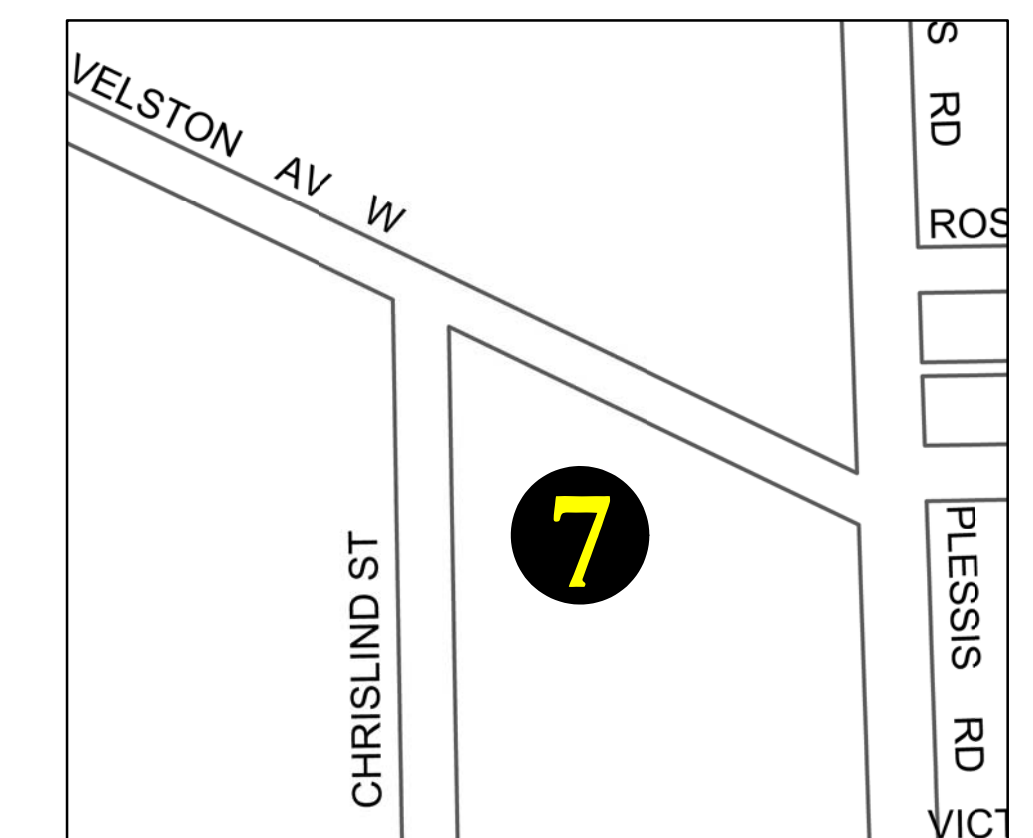 VELSTON AV W
S RD
ROS
7
CHRISLIND ST
PLESSIS RD
VICT